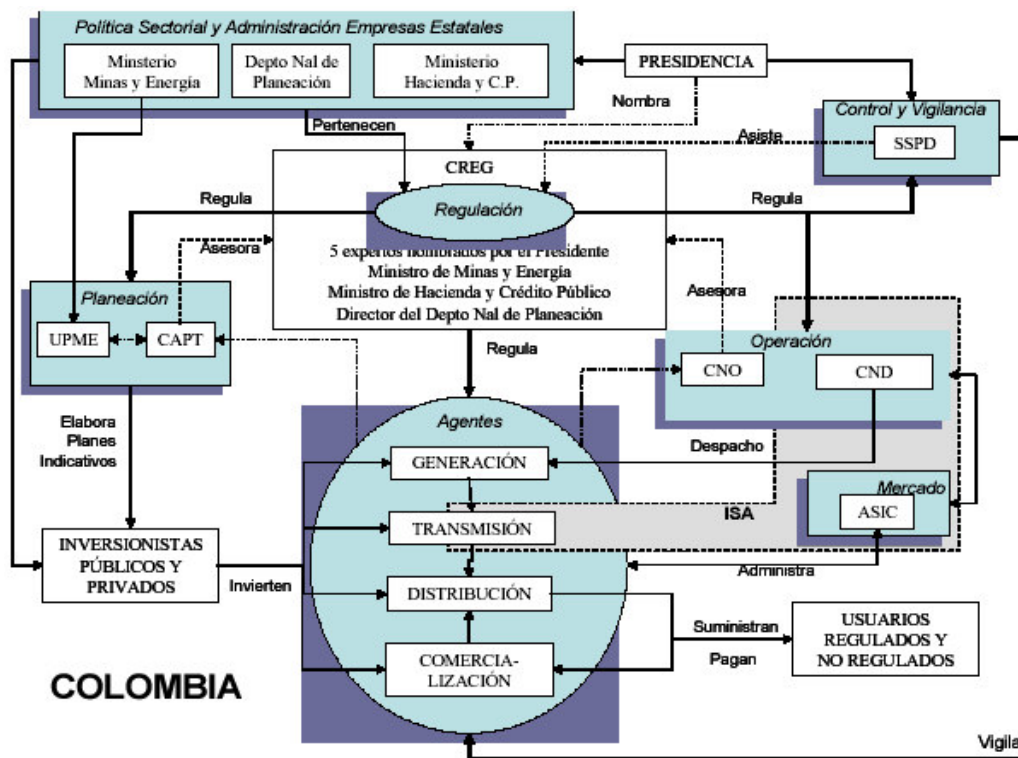 Política Sectorial y Administración Empresas Estatales
Minsterio
Minas y Energía
Depto Nal de
Planeación
Ministerio
Hacienda y C.P.
PRESIDENCIA
Nombra
Pertenecen
Control y Vigilancia
SSPD
Asiste
CREG
Regulación
Regula
Regula
5 expertos nombrados por el Presidente
Ministro de Minas y Energía
Ministro de Hacienda y Crédito Público
Director del Depto Nal de Planeación
Asesora
Asesora
Planeación
UPME
CAPT
Regula
Operación
CNO
CND
Elabora
Planes
Indicativos
Agentes
Despacho
GENERACIÓN
Mercado
ASIC
ISA
TRANSMISIÓN
INVERSIONISTAS
PÚBLICOS Y
PRIVADOS
Invierten
Administra
DISTRIBUCIÓN
Suministran
Pagan
USUARIOS
REGULADOS Y
NO REGULADOS
COMERCIA-
LIZACIÓN
COLOMBIA
Vigila